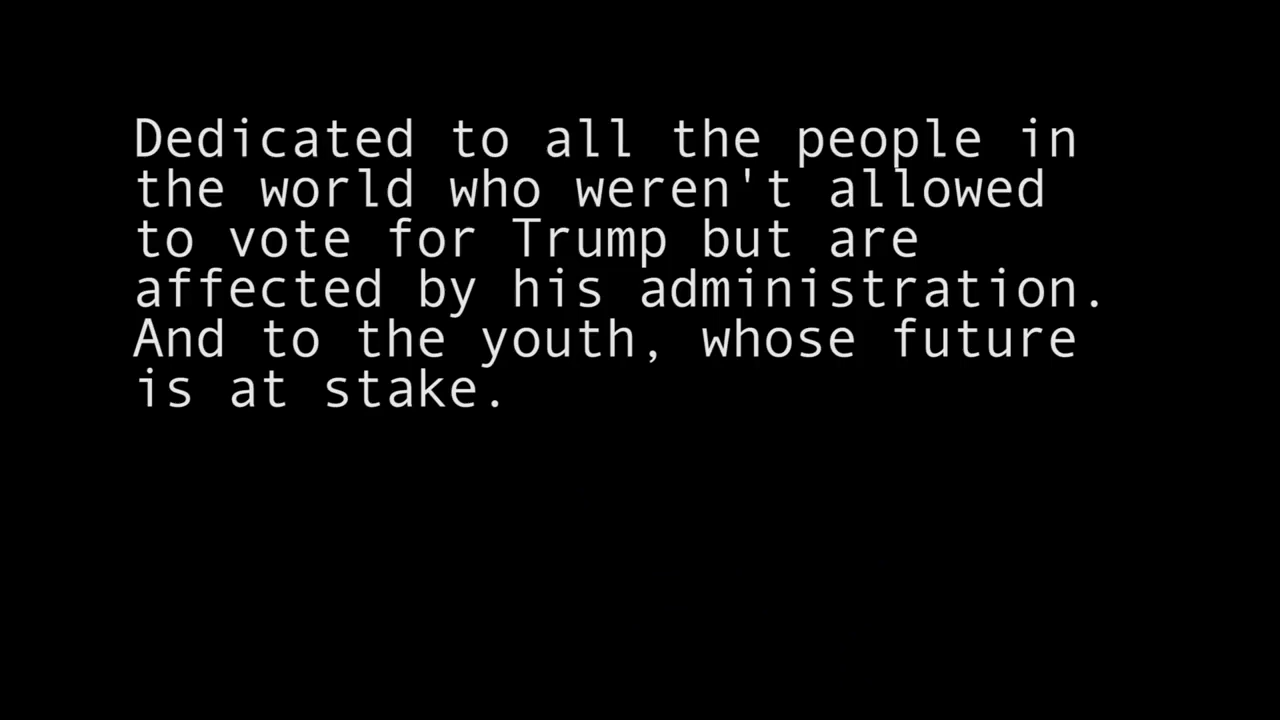 Dedicated to all the people in
the world who weren't allowed
to vote for Trump but are
affected by his administration.
And to the youth, whose future
is at stake.